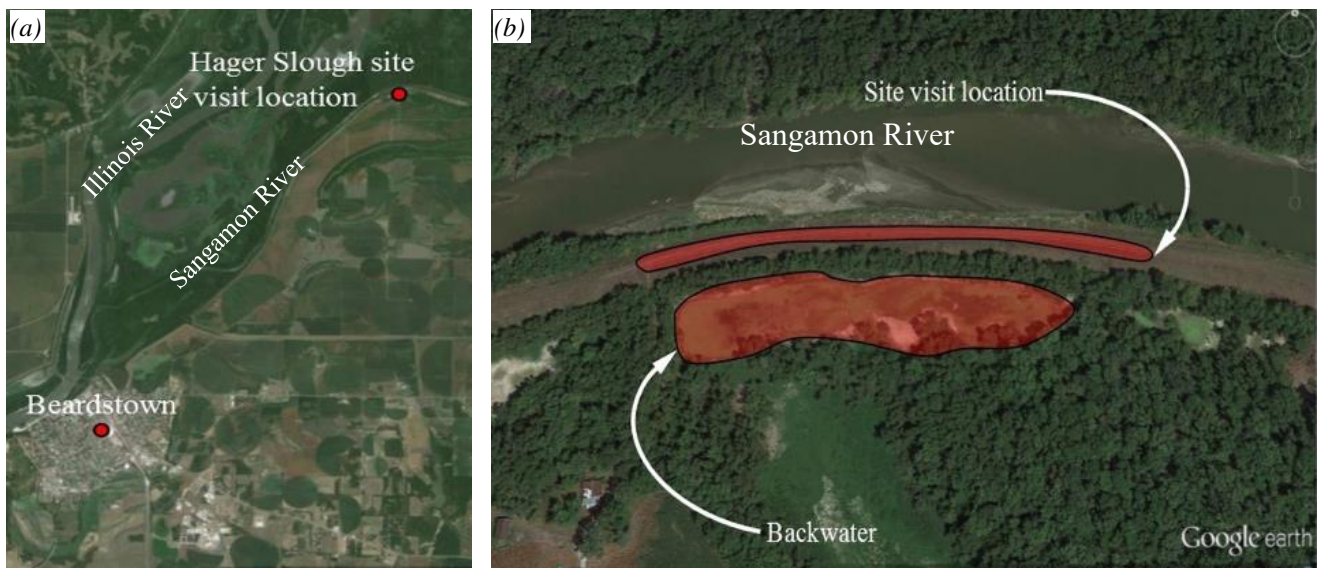 (a)
Hager Slough site
visit location
Illinois River
Sangamon River
Beardstown
(b)
Site visit location
Sangamon River
Backwater
Google earth